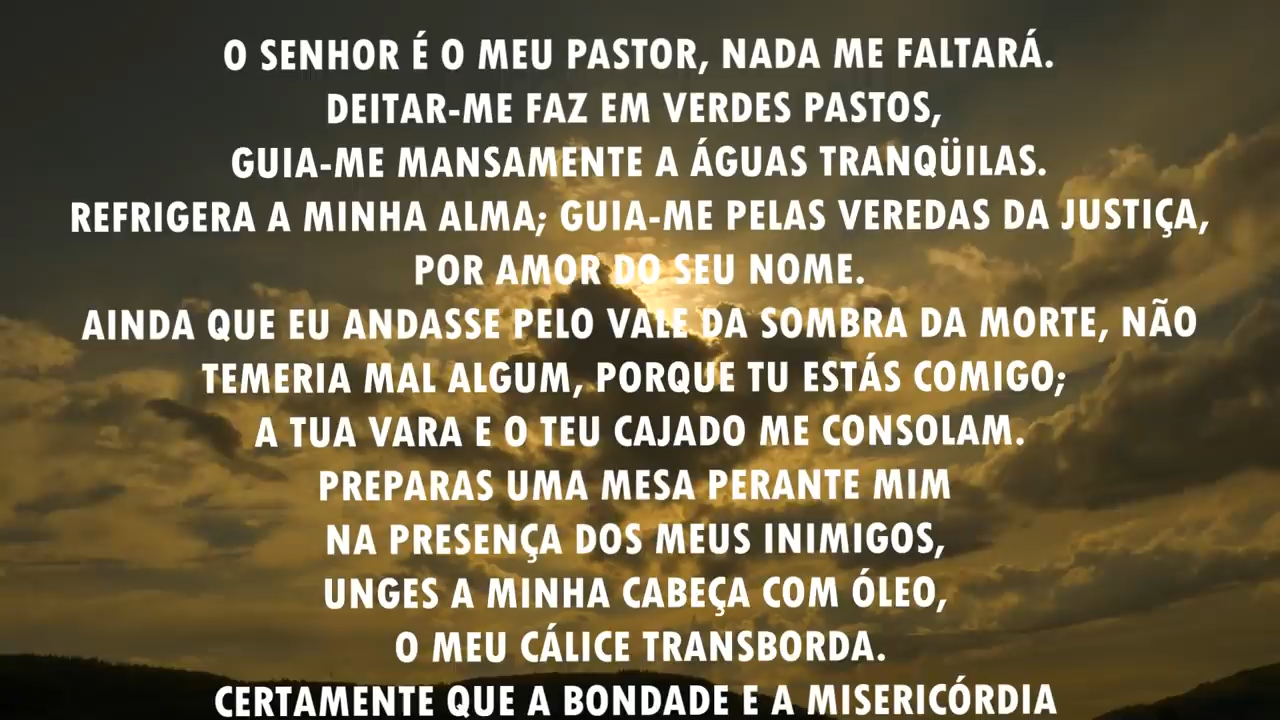 O SENHOR É O MEU PASTOR, NADA ME FALTARÁ.
DEITAR-ME FAZ EM VERDES PASTOS,
GUIA-ME MANSAMENTE A ÁGUAS TRANQÜILAS.
REFRIGERA A MINHA ALMA; GUIA-ME PELAS VEREDAS DA JUSTIÇA,
POR AMOR DO SEU NOME.
AINDA QUE EU ANDASSE PELO VALE DA SOMBRA DA MORTE, NÃO
TEMERIA MAL ALGUM, PORQUE TU ESTÁS COMIGO;
A TUA VARA E O TEU CAJADO ME CONSOLAM.
PREPARAS UMA MESA PERANTE MIM
NA PRESENÇA DOS MEUS INIMIGOS,
UNGES A MINHA CABEÇA COM ÓLEO,
O MEU CÁLICE TRANSBORDA.
CERTAMENTE QUE A BONDADE E A MISERICÓRDIA